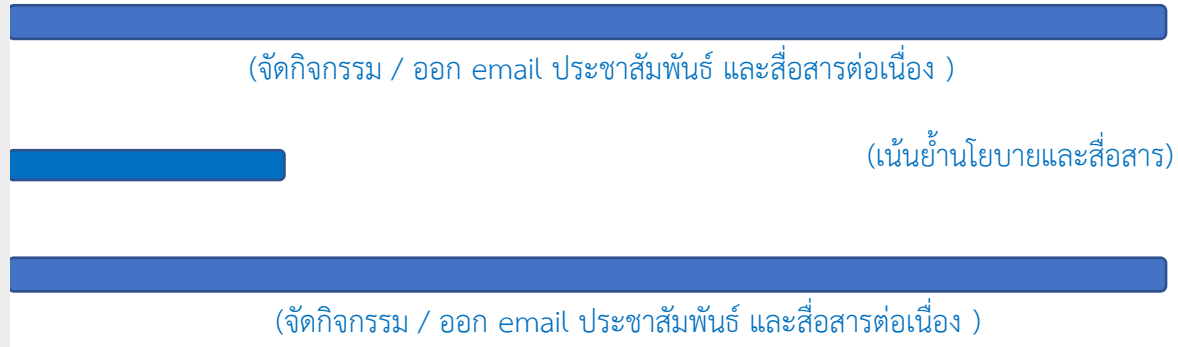 (จัดกิจกรรม / ออก email ประชาสัมพันธ์ และสื่อสารต่อเนื่อง )
(เน้นย้ำนโยบายและสื่อสาร)
(จัดกิจกรรม / ออก email ประชาสัมพันธ์ และสื่อสารต่อเนื่อง )